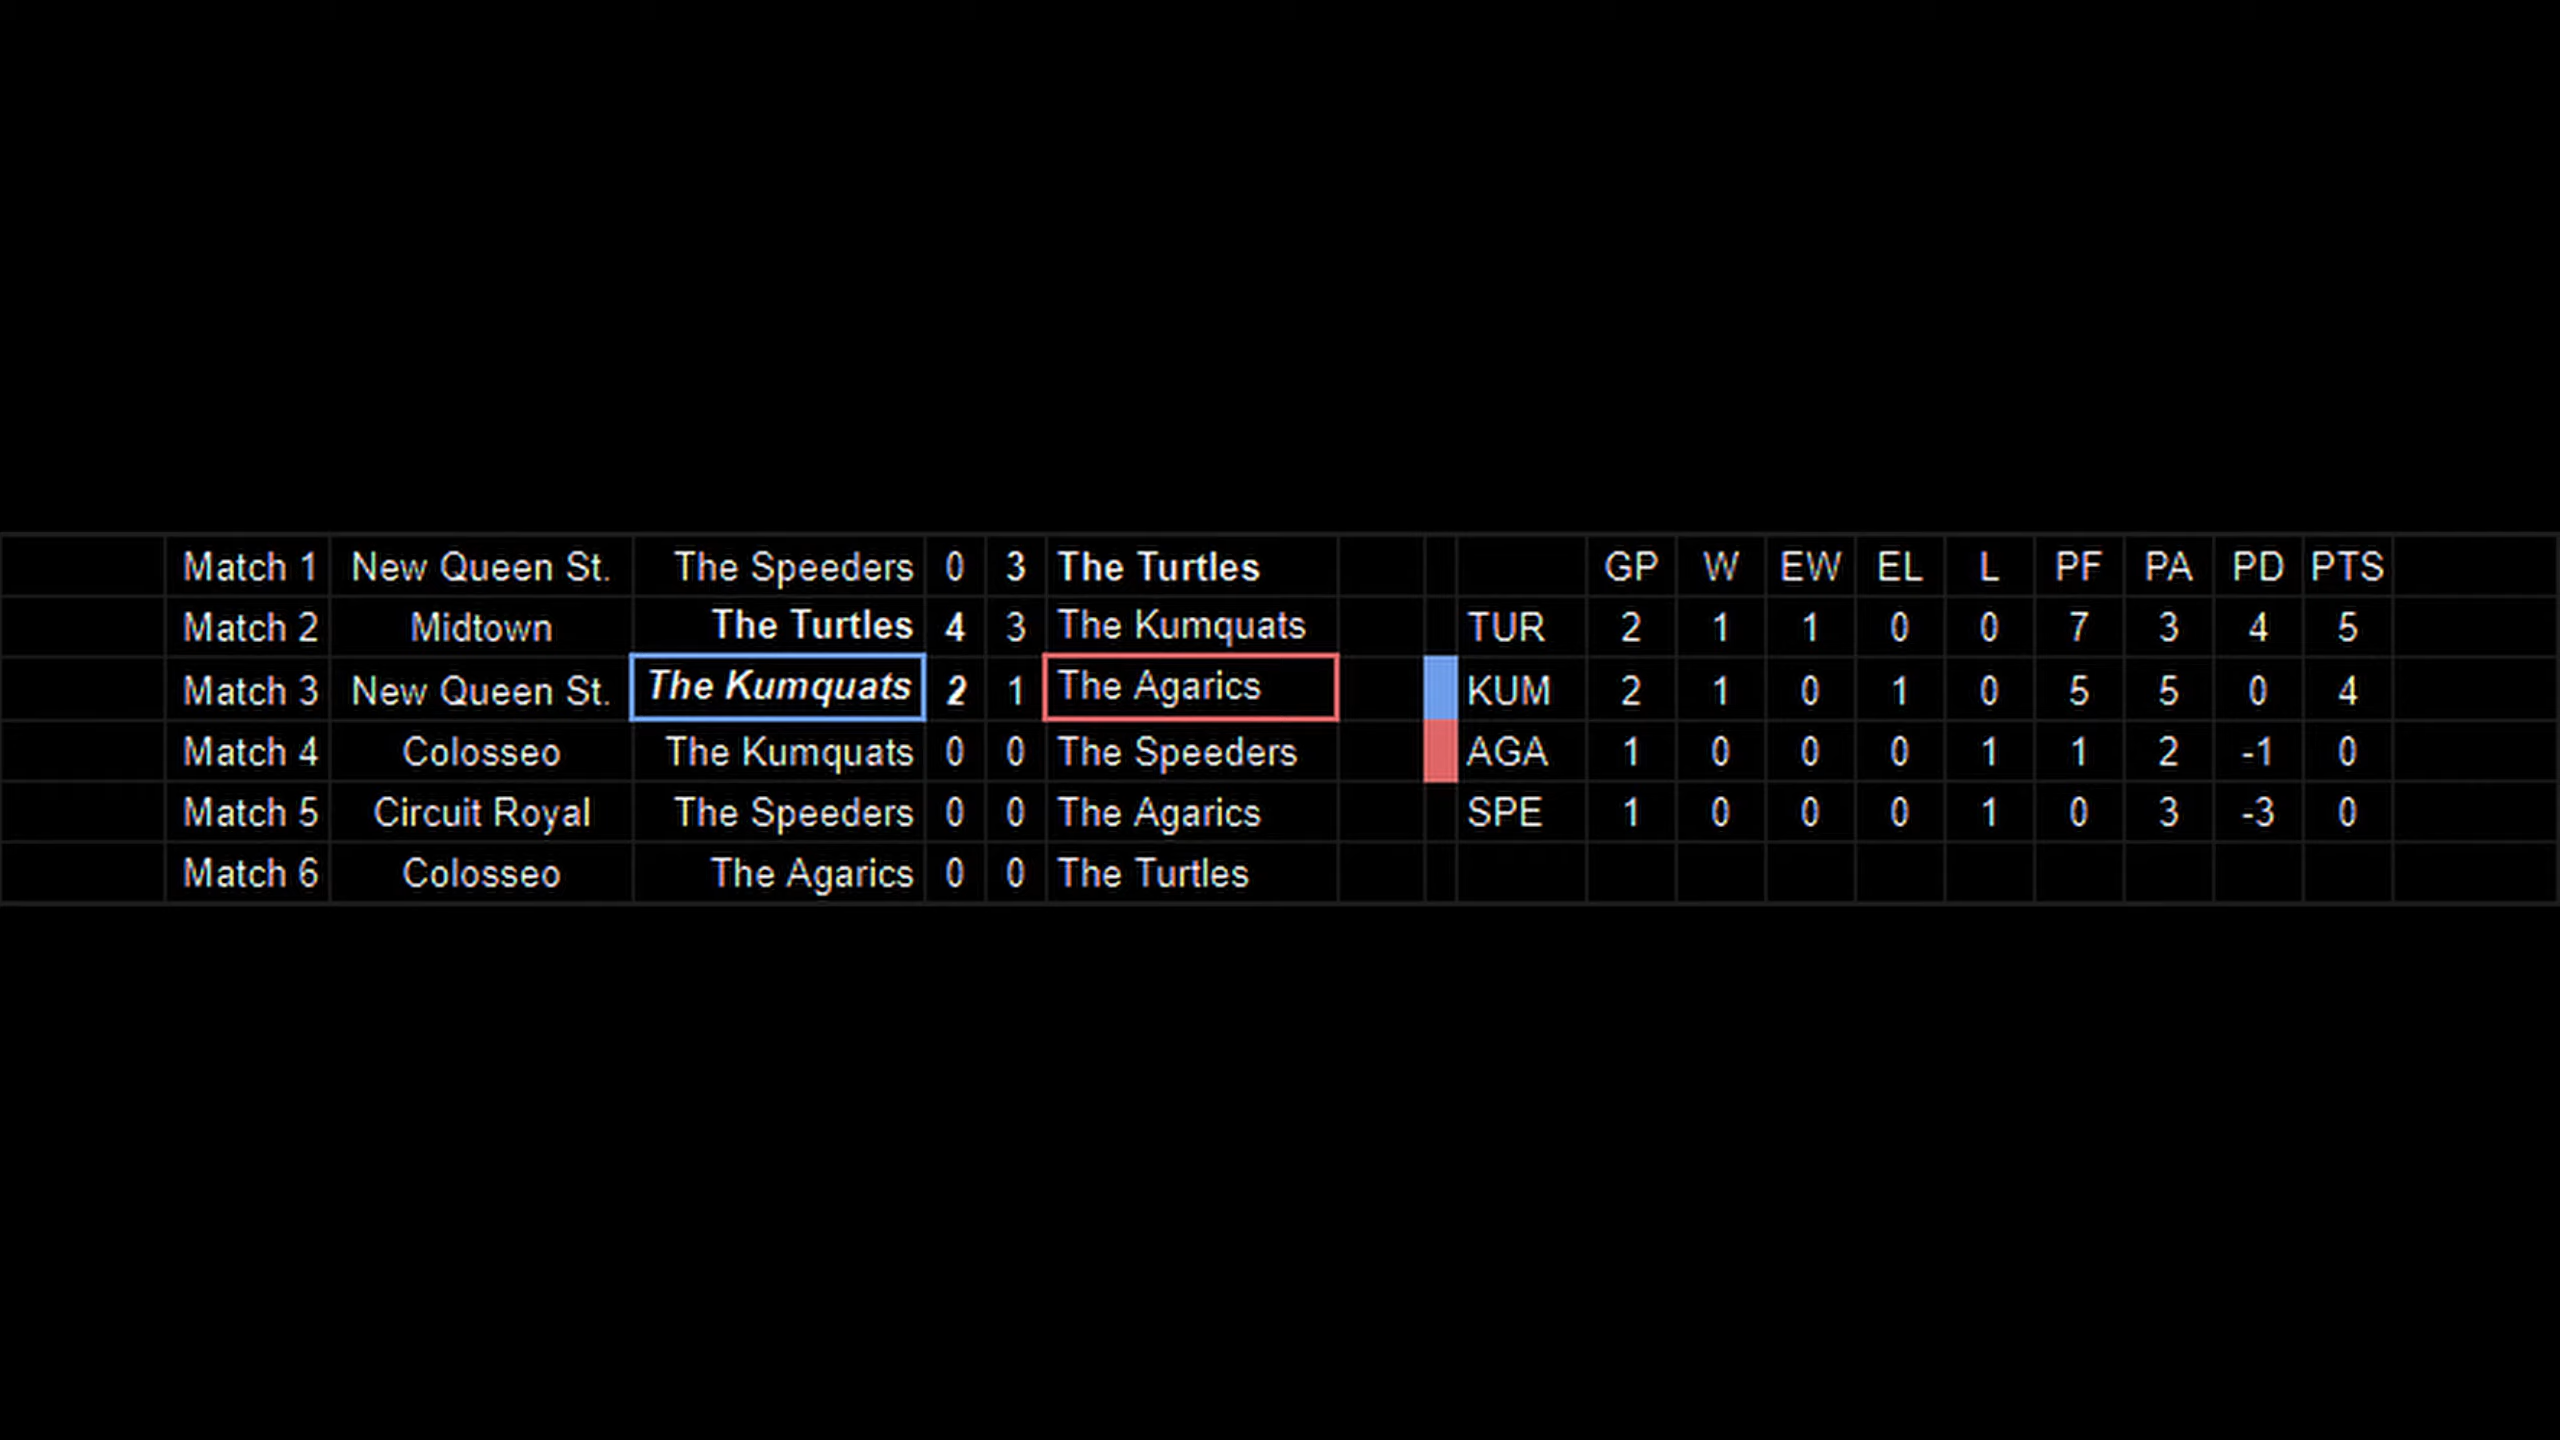 Match 1 New Queen St. The Speeders 0 3 The Turtles GP W EW EL L PF PA PD PTS
Match 2 Midtown The Turtles 4 3 The Kumquats TUR 2 1 1 0 0 7 3 4 5
Match 3 New Queen St. The Kumquats 2 1 The Agarics KUM 2 1 0 1 0 5 5 0 4
Match 4 Colosseo The Kumquats 0 0 The Speeders AGA 1 0 0 0 1 1 2 -1 0
Match 5 Circuit Royal The Speeders 0 0 The Agarics SPE 1 0 0 0 1 0 3 -3 0
Match 6 Colosseo The Agarics 0 0 The Turtles